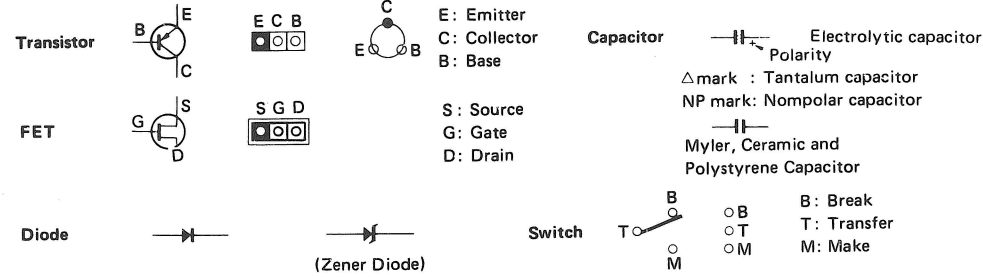 Transistor
E
B
C
E C B
C
E B
E: Emitter
C: Collector
B: Base
Capacitor
+
Electrolytic capacitor
Polarity
△mark : Tantalum capacitor
NP mark: Nompolar capacitor
Myler, Ceramic and
Polystyrene Capacitor
FET
S
G
D
S G D
S: Source
G: Gate
D: Drain
Diode
(Zener Diode)
Switch
B
T
M
B
T
M
B: Break
T: Transfer
M: Make